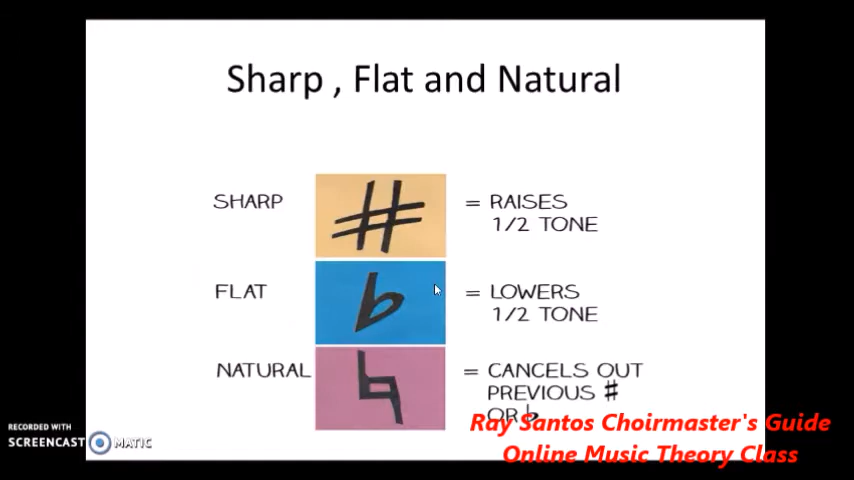 Sharp , Flat and Natural
SHARP
= RAISES
1/2 TONE
FLAT
= LOWERS
1/2 TONE
NATURAL
= CANCELS OUT
PREVIOUS ♯
OR ♭
Ray Santos Choirmaster's Guide
Online Music Theory Class
RECORDED WITH
SCREENCAST MATIC